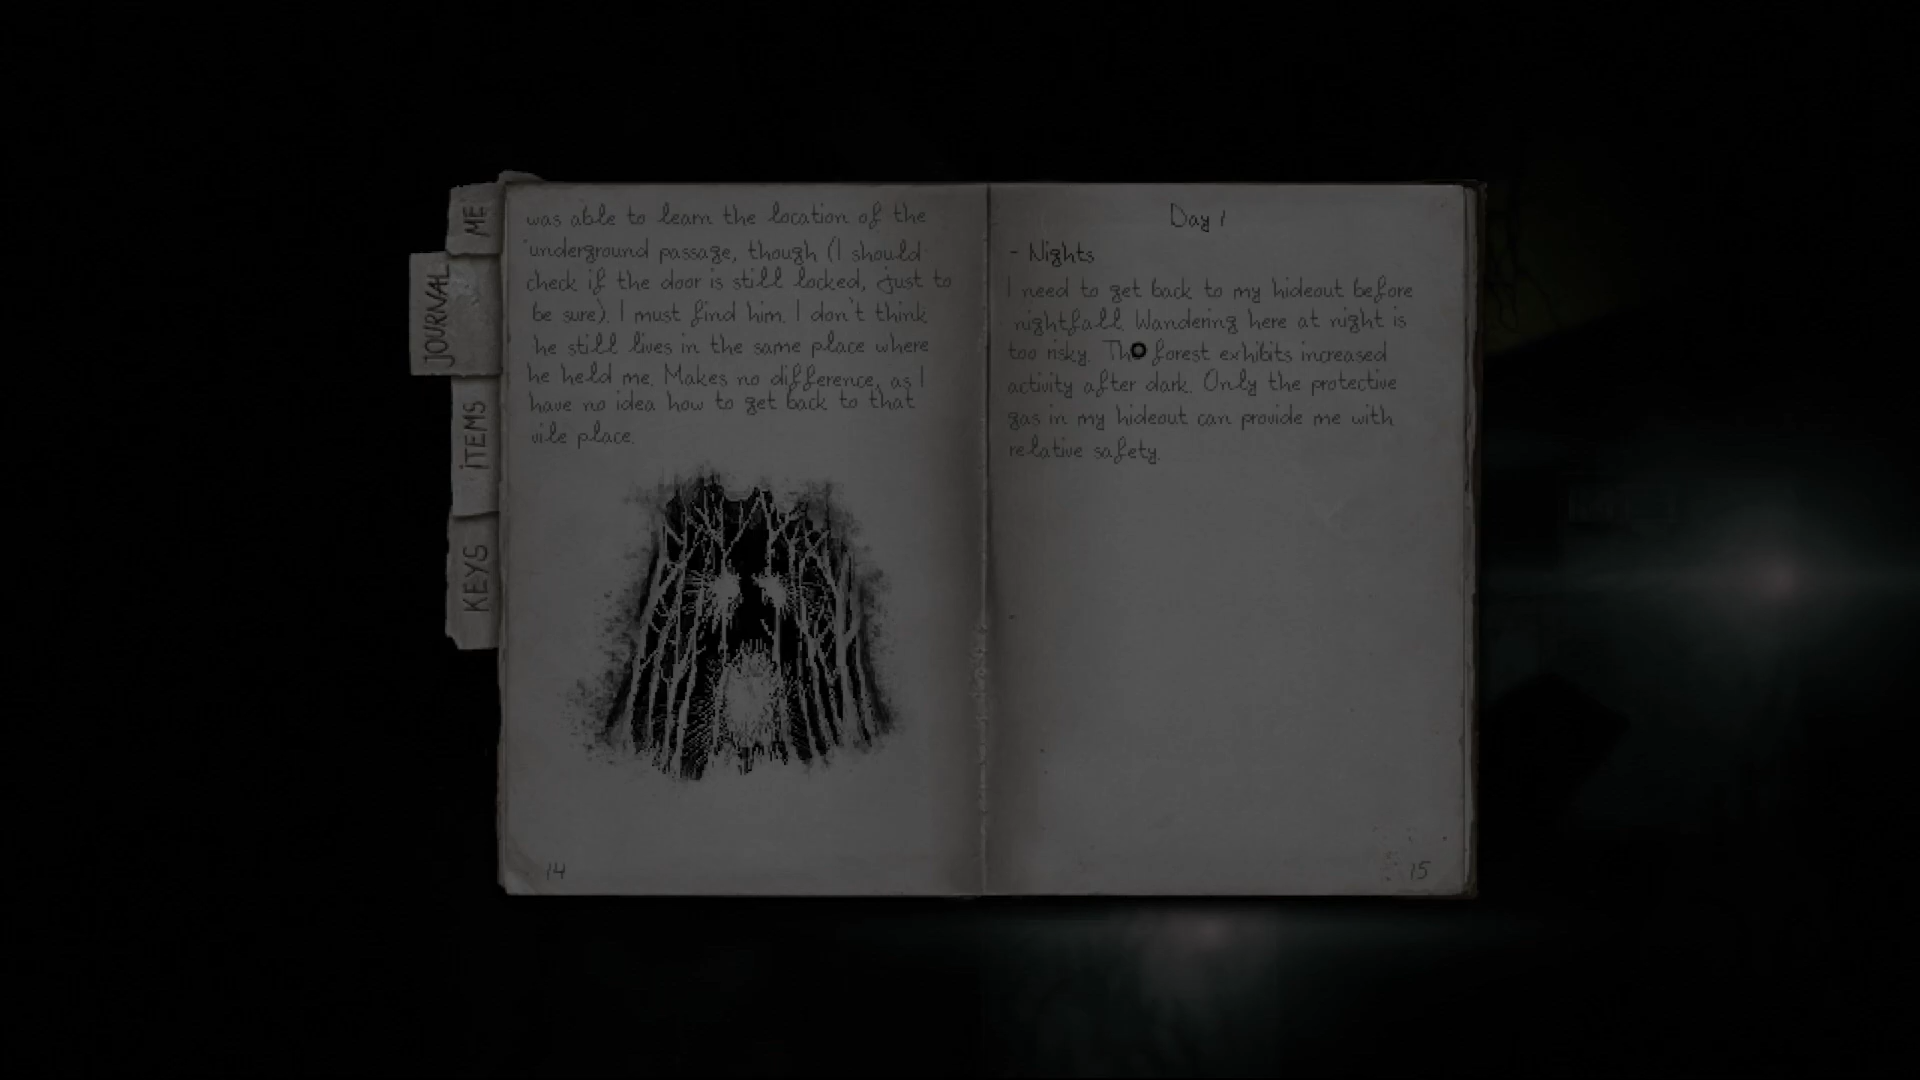 ME
JOURNAL
ITEMS
KEYS
was able to learn the location of the
underground passage, though (I should
check if the door is still locked, just to
be sure). I must find him. I don't think
he still lives in the same place where
he held me. Makes no difference, as I
have no idea how to get back to that
vile place.
14
Day 1
- Nights
I need to get back to my hideout before
nightfall. Wandering here at night is
too risky. The forest exhibits increased
activity after dark. Only the protective
gas in my hideout can provide me with
relative safety.
15